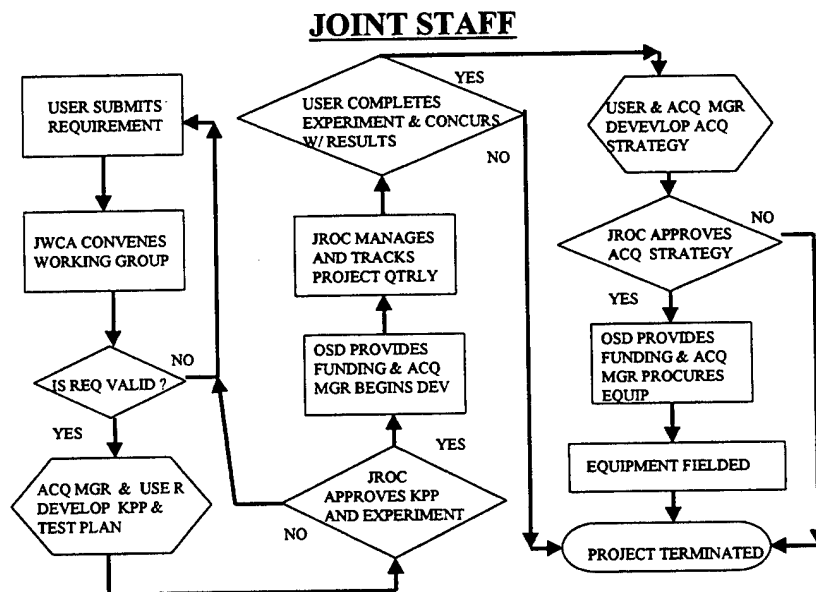 JOINT STAFF
USER SUBMITS
REQUIREMENT
JWCA CONVENES
WORKING GROUP
IS REQ VALID ?
NO
YES
ACQ MGR & USER
DEVELOP KPP &
TEST PLAN
JROC
APPROVES KPP
AND EXPERIMENT
NO
YES
OSD PROVIDES
FUNDING & ACQ
MGR BEGINS DEV
JROC MANAGES
AND TRACKS
PROJECT QTRLY
USER COMPLETES
EXPERIMENT & CONCURS
W/ RESULTS
YES
NO
USER & ACQ MGR
DEVEVLOP ACQ
STRATEGY
JROC APPROVES
ACQ STRATEGY
NO
YES
OSD PROVIDES
FUNDING & ACQ
MGR PROCURES
EQUIP
EQUIPMENT FIELDED
PROJECT TERMINATED